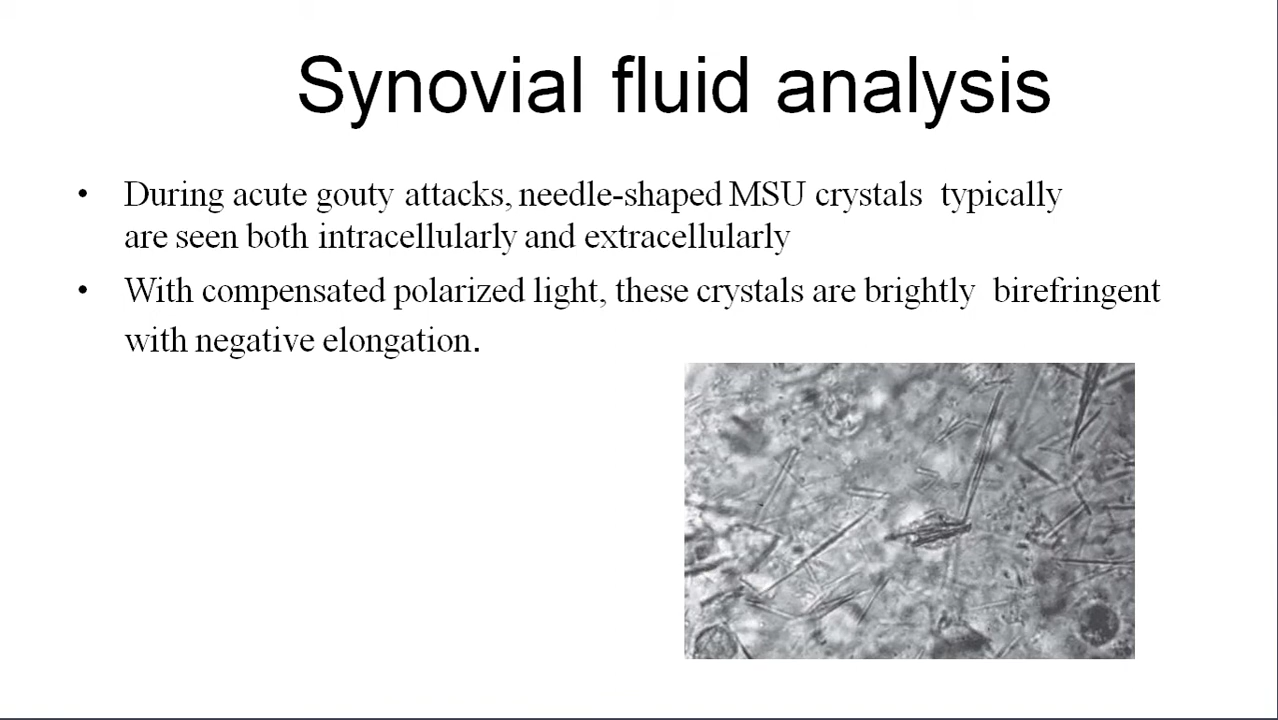 Synovial fluid analysis
• During acute gouty attacks, needle-shaped MSU crystals typically
are seen both intracellularly and extracellularly
• With compensated polarized light, these crystals are brightly birefringent
with negative elongation.